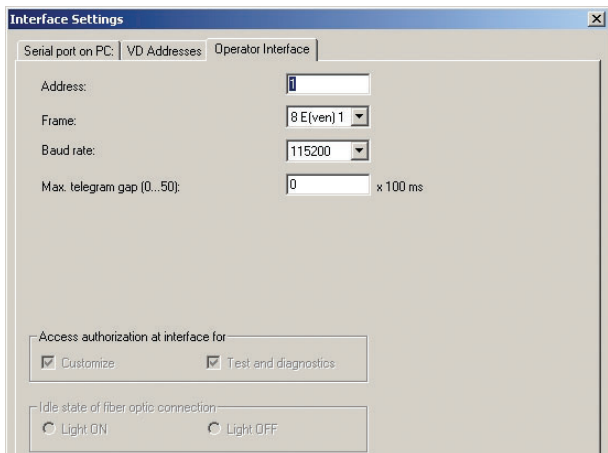 Interface Settings
Serial port on PC: VD Addresses Operator Interface
Address: 1
Frame: 8 E(ven) 1
Baud rate: 115200
Max. telegram gap (0...50): 0 x 100 ms
Access authorization at interface for
Customize Test and diagnostics
Idle state of fiber optic connection
Light ON Light OFF